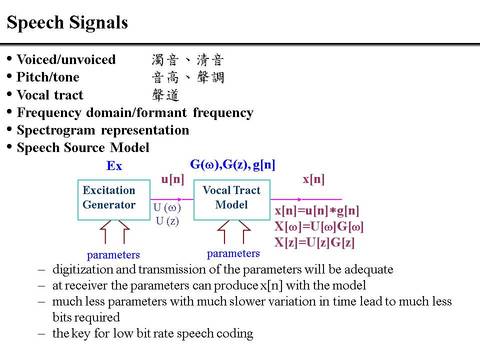 Speech Signals
• Voiced/unvoiced 濁音、清音
• Pitch/tone 音高、聲調
• Vocal tract 聲道
• Frequency domain/formant frequency
• Spectrogram representation
• Speech Source Model
Ex G(ω),G(z), g[n]
u[n] x[n]
Excitation
Generator
U (ω)
U (z)
Vocal Tract
Model
x[n]=u[n]*g[n]
X[ω]=U[ω]G[ω]
X[z]=U[z]G[z]
parameters parameters
– digitization and transmission of the parameters will be adequate
– at receiver the parameters can produce x[n] with the model
– much less parameters with much slower variation in time lead to much less
bits required
– the key for low bit rate speech coding